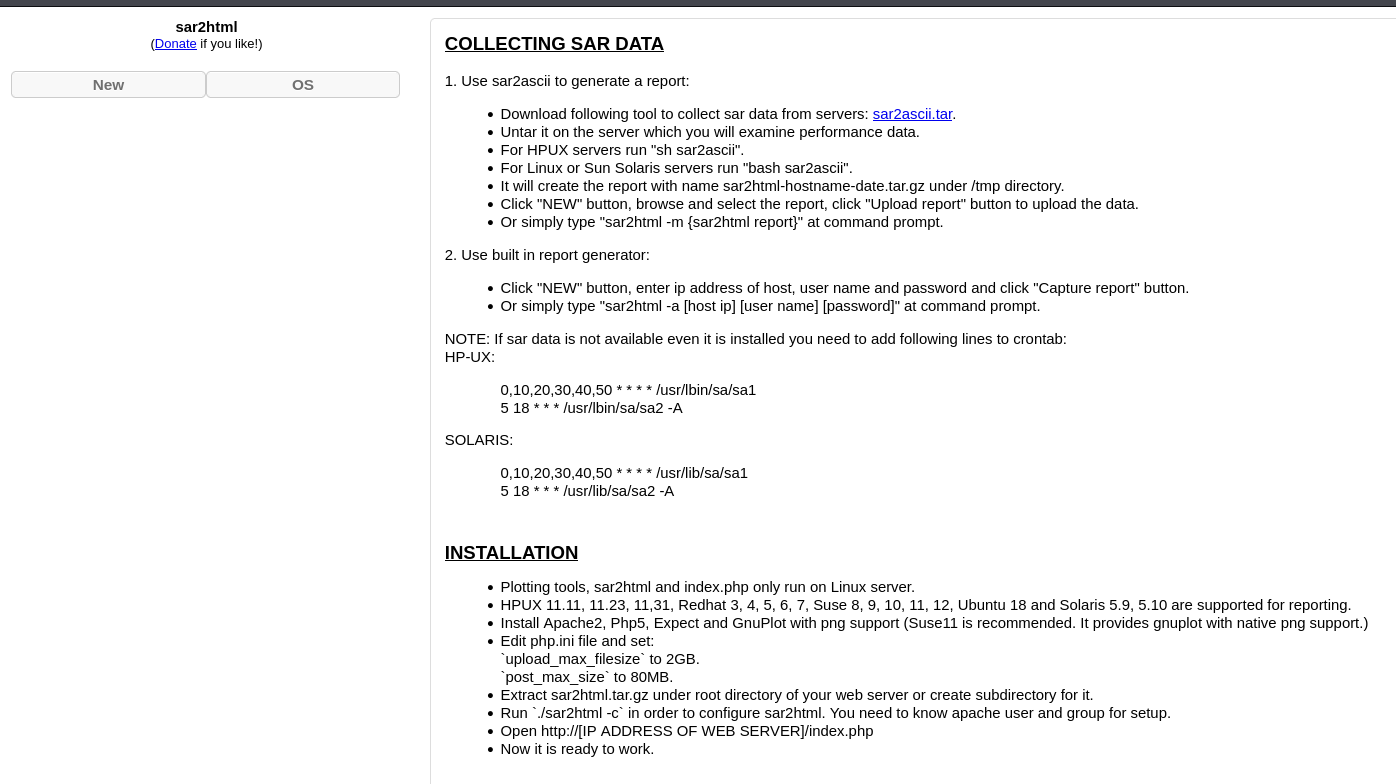 sar2html
(Donate if you like!)
New
OS
COLLECTING SAR DATA
1. Use sar2ascii to generate a report:
• Download following tool to collect sar data from servers: sar2ascii.tar.
• Untar it on the server which you will examine performance data.
• For HPUX servers run "sh sar2ascii".
• For Linux or Sun Solaris servers run "bash sar2ascii".
• It will create the report with name sar2html-hostname-date.tar.gz under /tmp directory.
• Click "NEW" button, browse and select the report, click "Upload report" button to upload the data.
• Or simply type "sar2html -m {sar2html report}" at command prompt.
2. Use built in report generator:
• Click "NEW" button, enter ip address of host, user name and password and click "Capture report" button.
• Or simply type "sar2html -a [host ip] [user name] [password]" at command prompt.
NOTE: If sar data is not available even it is installed you need to add following lines to crontab:
HP-UX:
0,10,20,30,40,50 * * * * /usr/lbin/sa/sa1
5 18 * * * /usr/lbin/sa/sa2 -A
SOLARIS:
0,10,20,30,40,50 * * * * /usr/lib/sa/sa1
5 18 * * * /usr/lib/sa/sa2 -A
INSTALLATION
• Plotting tools, sar2html and index.php only run on Linux server.
• HPUX 11.11, 11.23, 11,31, Redhat 3, 4, 5, 6, 7, Suse 8, 9, 10, 11, 12, Ubuntu 18 and Solaris 5.9, 5.10 are supported for reporting.
• Install Apache2, Php5, Expect and GnuPlot with png support (Suse11 is recommended. It provides gnuplot with native png support.)
• Edit php.ini file and set:
`upload_max_filesize` to 2GB.
`post_max_size` to 80MB.
• Extract sar2html.tar.gz under root directory of your web server or create subdirectory for it.
• Run `./sar2html -c` in order to configure sar2html. You need to know apache user and group for setup.
• Open http://[IP ADDRESS OF WEB SERVER]/index.php
• Now it is ready to work.